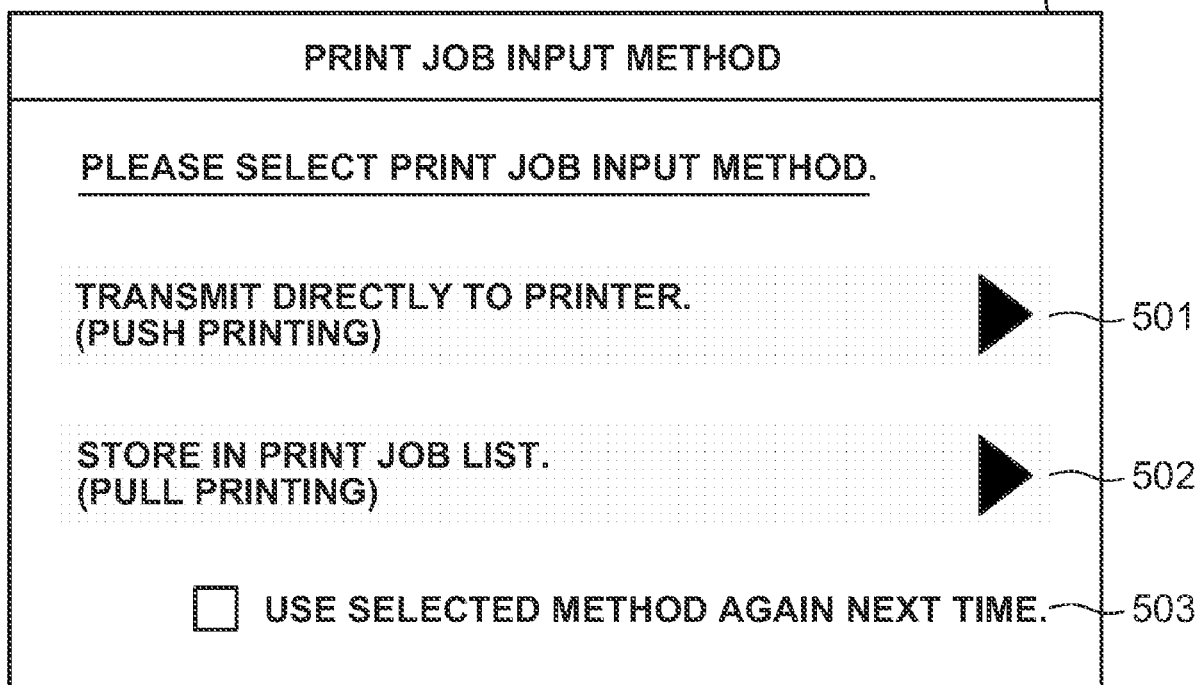 PRINT JOB INPUT METHOD
PLEASE SELECT PRINT JOB INPUT METHOD.
TRANSMIT DIRECTLY TO PRINTER.
(PUSH PRINTING)
501
STORE IN PRINT JOB LIST.
(PULL PRINTING)
502
USE SELECTED METHOD AGAIN NEXT TIME.
503